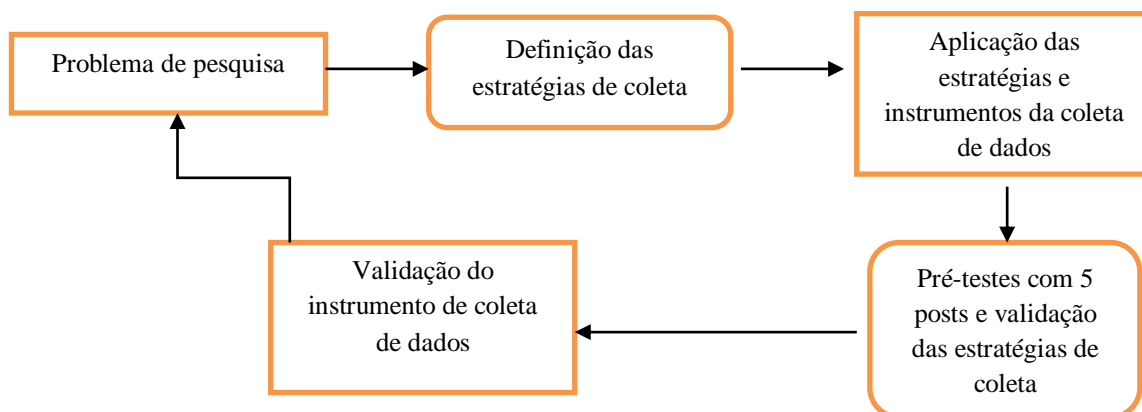 Problema de pesquisa
Definição das
estratégias de coleta
Aplicação das
estratégias e
instrumentos da coleta
de dados
Pré-testes com 5
posts e validação
das estratégias de
coleta
Validação do
instrumento de coleta
de dados